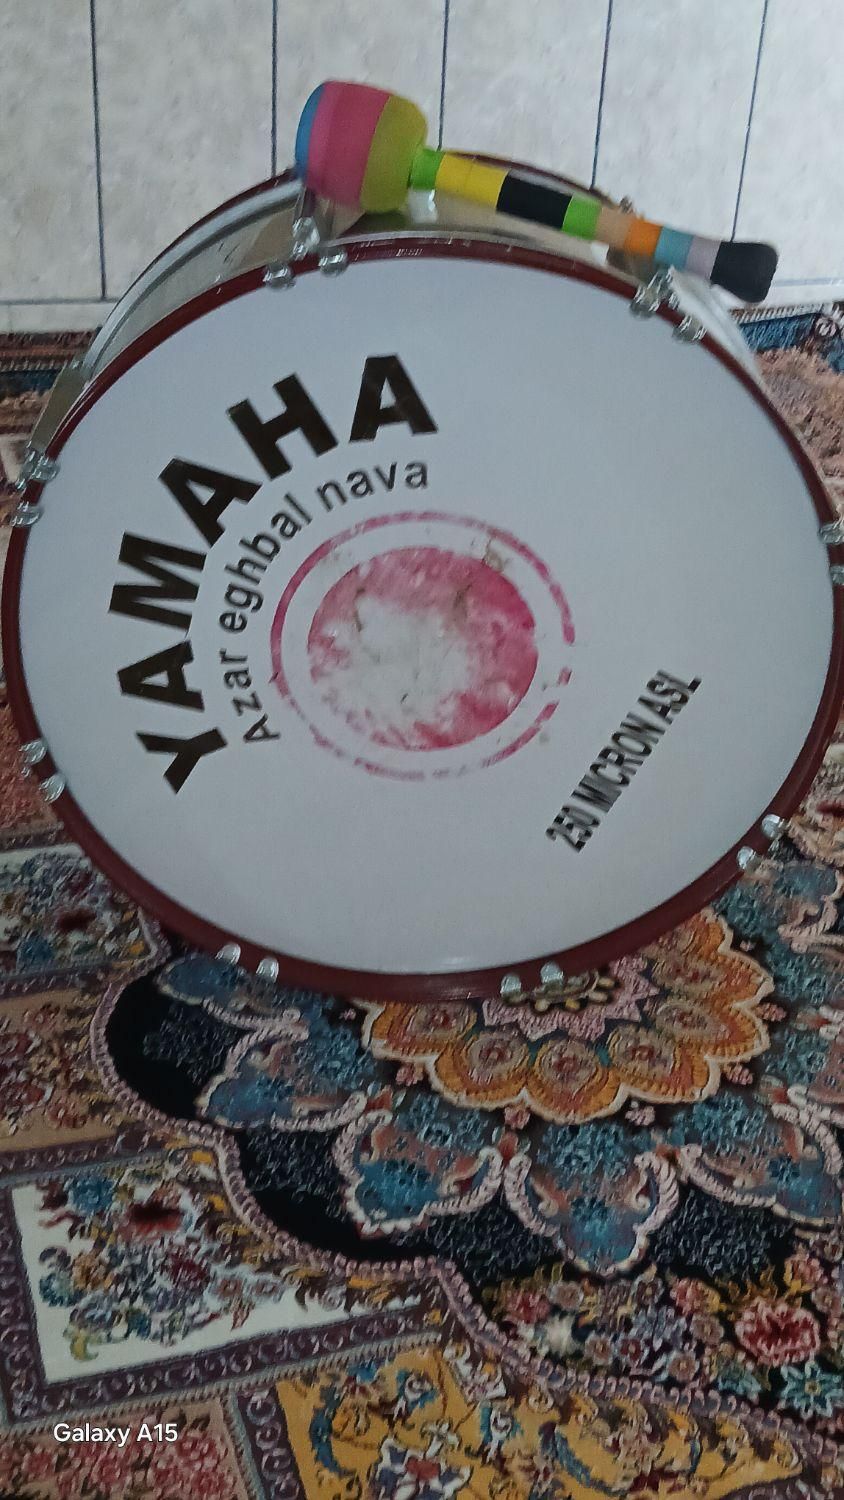 YAMAHA
Azar eghbal nava
250 MICRON ASL
Galaxy A15